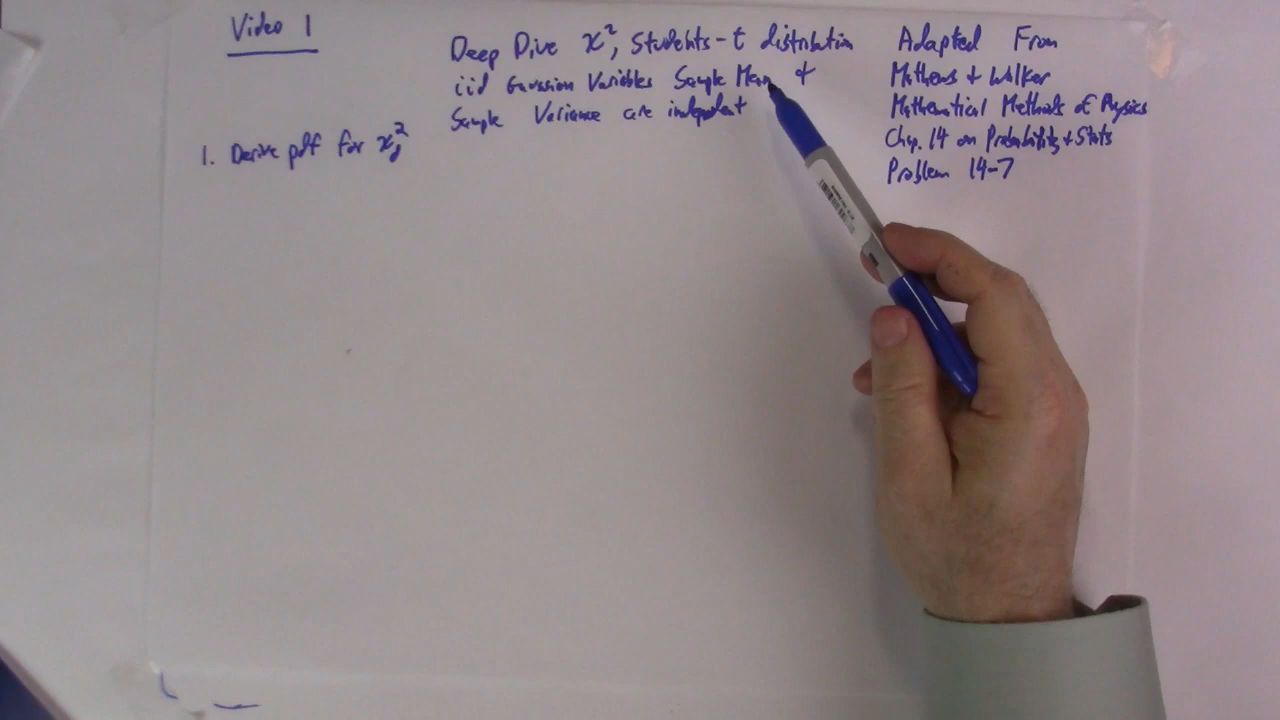 Video 1
Deep Dive χ², Students-t distribution
iid Gaussian Variables Sample Mean &
Sample Variance are independent
Adapted From
Mathews + Walker
Mathematical Methods of Physics
Chp. 14 on Probability + Stats
Problem 14-7
1. Derive pdf for χ²